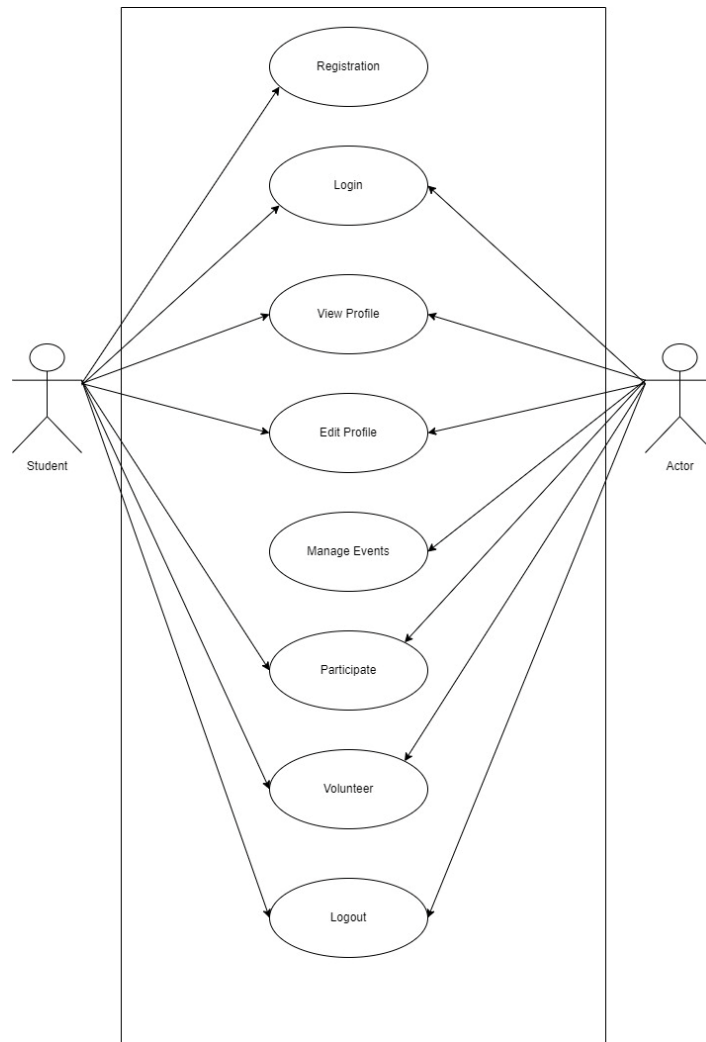 Registration
Login
View Profile
Edit Profile
Student
Actor
Manage Events
Participate
Volunteer
Logout